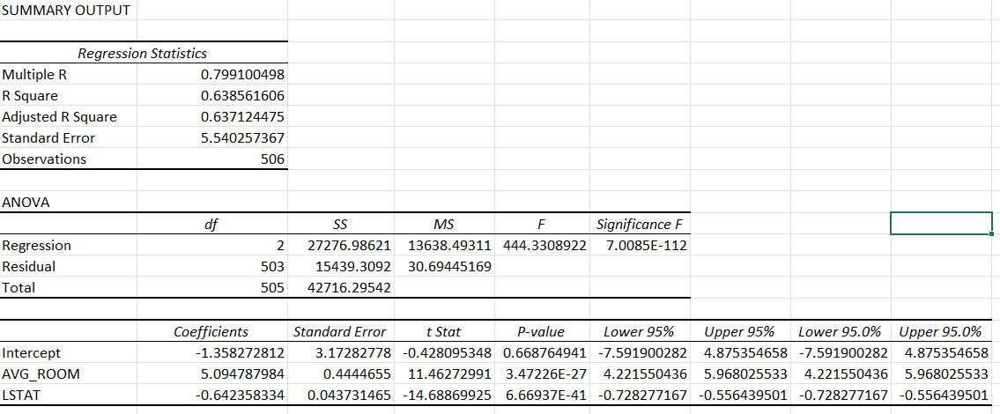 SUMMARY OUTPUT
Regression Statistics
Multiple R 0.799100498
R Square 0.638561606
Adjusted R Square 0.637124475
Standard Error 5.540257367
Observations 506
ANOVA
df SS MS F Significance F
Regression 2 27276.98621 13638.49311 444.3308922 7.0085E-112
Residual 503 15439.3092 30.69445169
Total 505 42716.29542
Coefficients Standard Error t Stat P-value Lower 95% Upper 95% Lower 95.0% Upper 95.0%
Intercept -1.358272812 3.17282778 -0.428095348 0.668764941 -7.591900282 4.875354658 -7.591900282 4.875354658
AVG_ROOM 5.094787984 0.4444655 11.46272991 3.47226E-27 4.221550436 5.968025533 4.221550436 5.968025533
LSTAT -0.642358334 0.043731465 -14.68869925 6.66937E-41 -0.728277167 -0.556439501 -0.728277167 -0.556439501